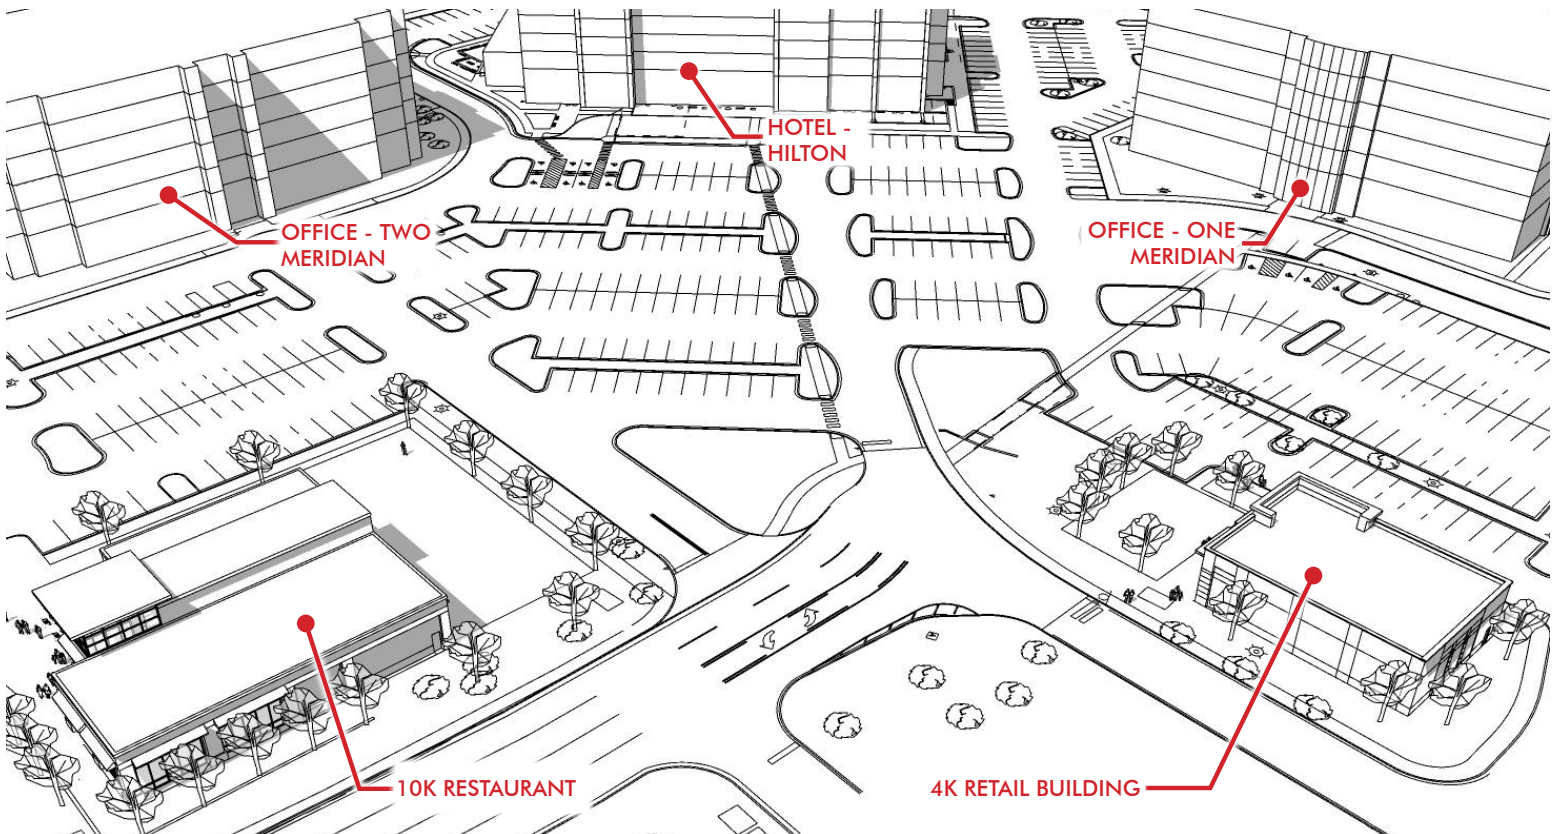 HOTEL -
HILTON
OFFICE - TWO
MERIDIAN
OFFICE - ONE
MERIDIAN
10K RESTAURANT
4K RETAIL BUILDING